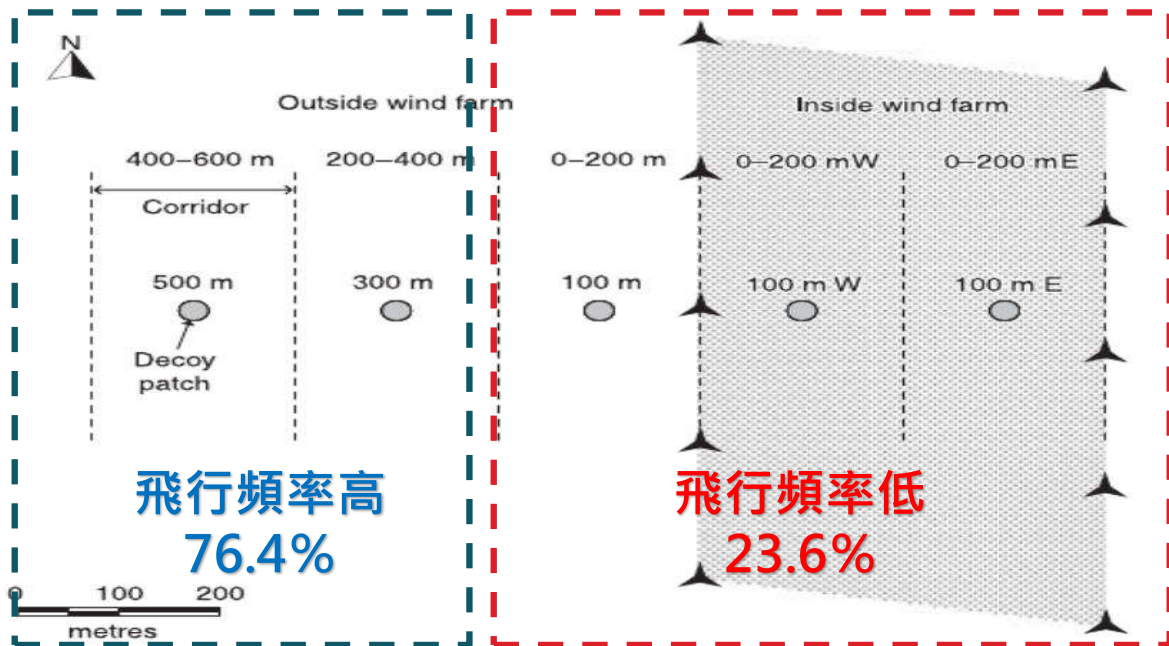 N
Outside wind farm
Inside wind farm
400–600 m
200–400 m
0–200 m
0–200 mW
0–200 mE
Corridor
500 m
300 m
100 m
100 m W
100 m E
Decoy
patch
飛行頻率高
76.4%
飛行頻率低
23.6%
0 100 200
metres